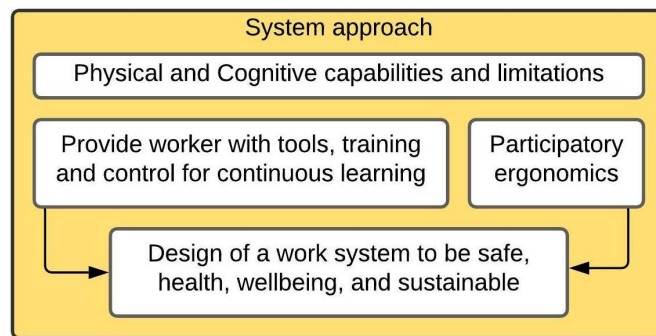 System approach
Physical and Cognitive capabilities and limitations
Provide worker with tools, training
and control for continuous learning
Participatory
ergonomics
Design of a work system to be safe,
health, wellbeing, and sustainable